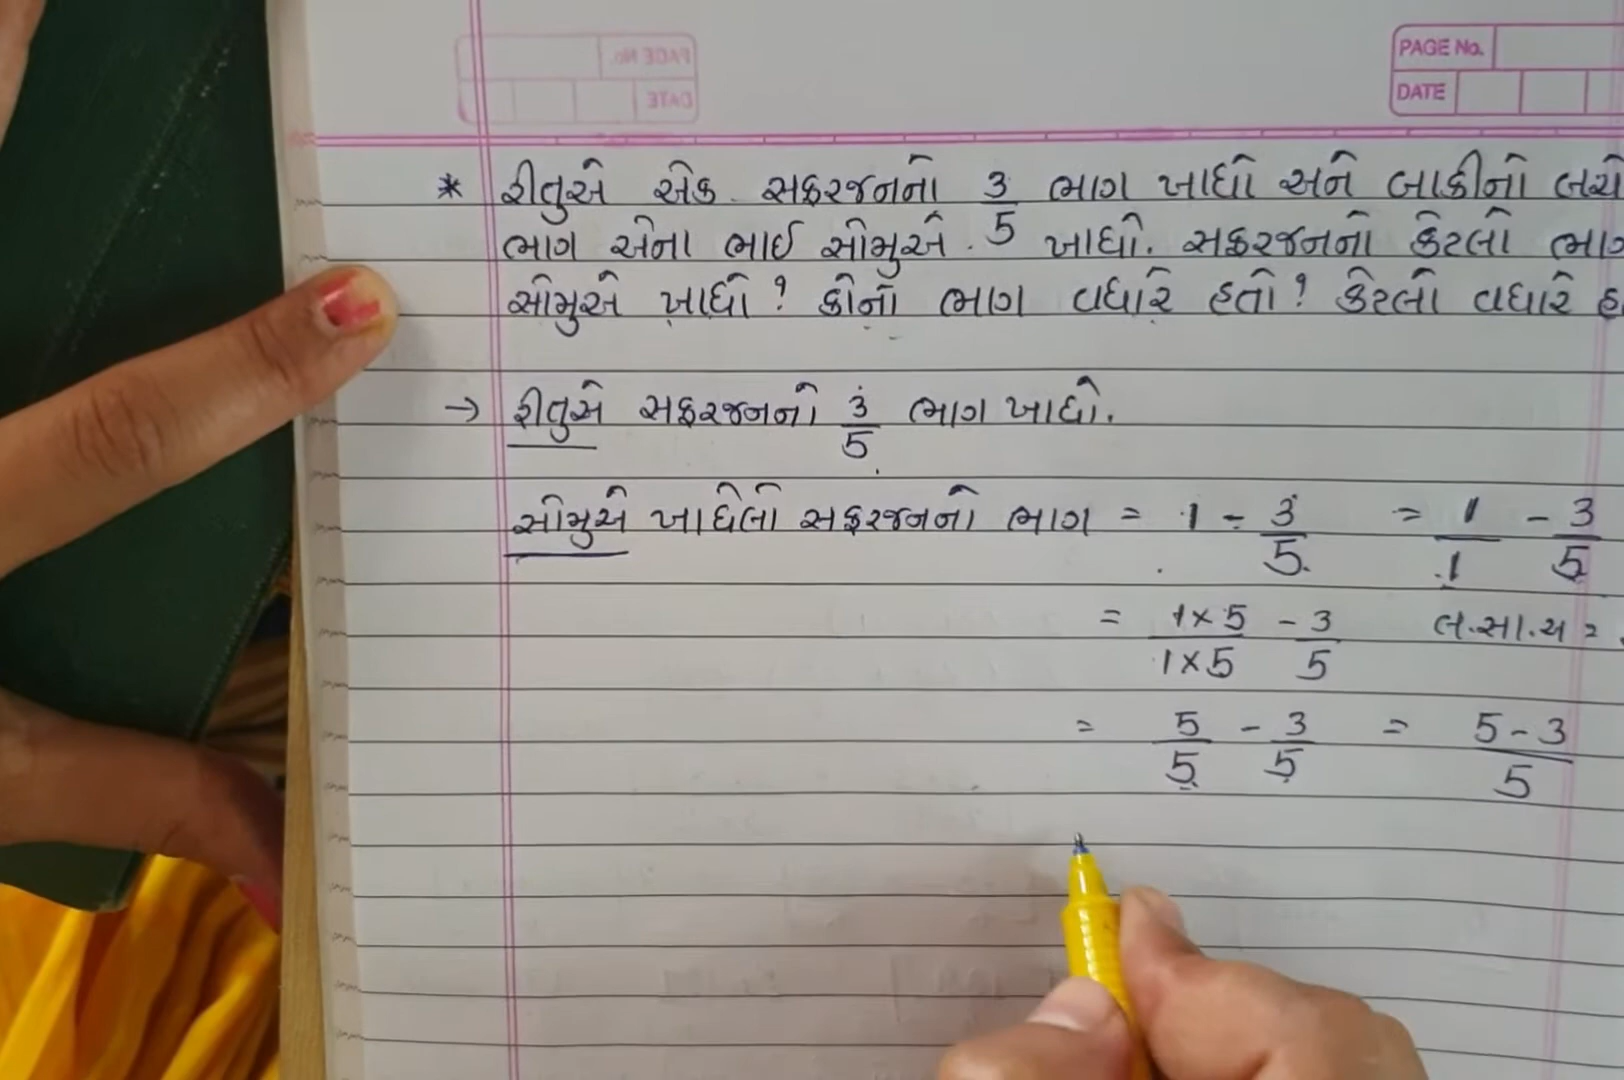 PAGE No.
DATE
* રીતુએ એક સફરજનનો 3/5 ભાગ ખાધો અને બાકીનો
ભાગ એના ભાઈ સોમુએ ખાધો. સફરજનનો કેટલો
સોમુએ ખાધો? કોનો ભાગ વધારે હતો? કેટલો વધારે
→ રીતુએ સફરજનનો 3/5 ભાગ ખાધો.
સોમુએ ખાધેલો સફરજનનો ભાગ = 1 - 3/5 = 1/1 - 3/5
= 1×5/1×5 - 3/5 લ.સા.અ =
= 5/5 - 3/5 = 5-3/5